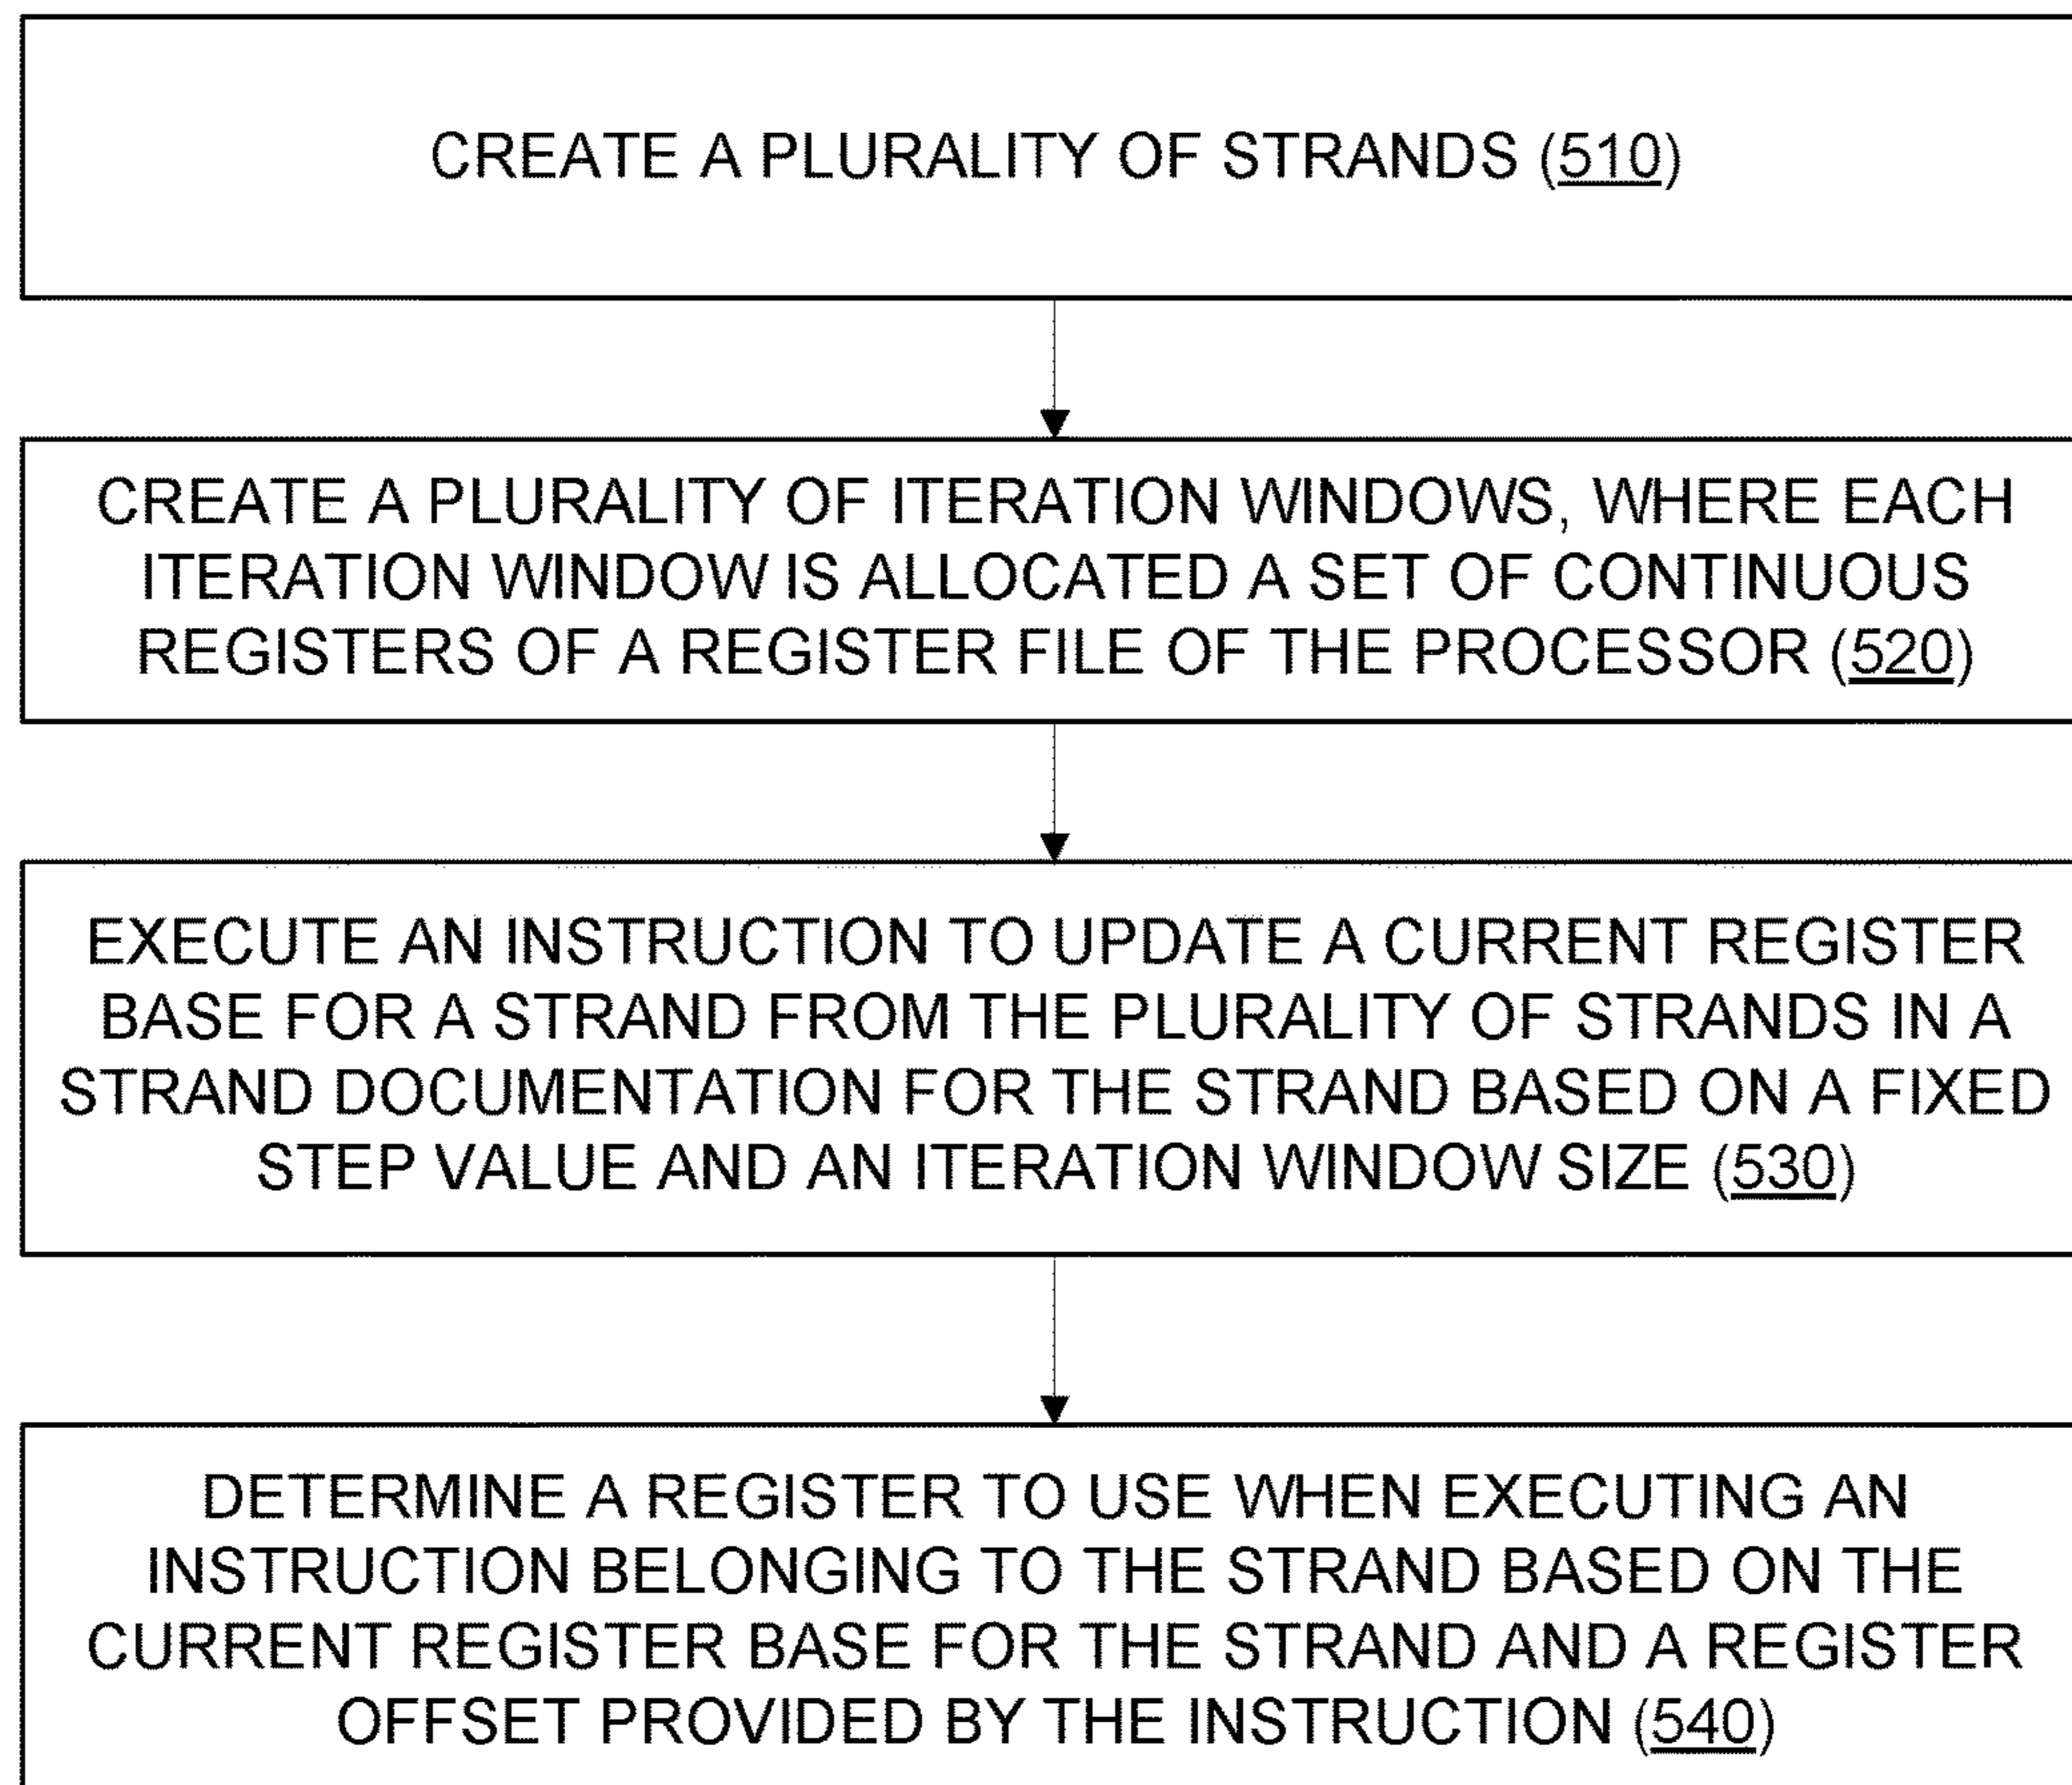 CREATE A PLURALITY OF STRANDS (510)
CREATE A PLURALITY OF ITERATION WINDOWS, WHERE EACH
ITERATION WINDOW IS ALLOCATED A SET OF CONTINUOUS
REGISTERS OF A REGISTER FILE OF THE PROCESSOR (520)
EXECUTE AN INSTRUCTION TO UPDATE A CURRENT REGISTER
BASE FOR A STRAND FROM THE PLURALITY OF STRANDS IN A
STRAND DOCUMENTATION FOR THE STRAND BASED ON A FIXED
STEP VALUE AND AN ITERATION WINDOW SIZE (530)
DETERMINE A REGISTER TO USE WHEN EXECUTING AN
INSTRUCTION BELONGING TO THE STRAND BASED ON THE
CURRENT REGISTER BASE FOR THE STRAND AND A REGISTER
OFFSET PROVIDED BY THE INSTRUCTION (540)